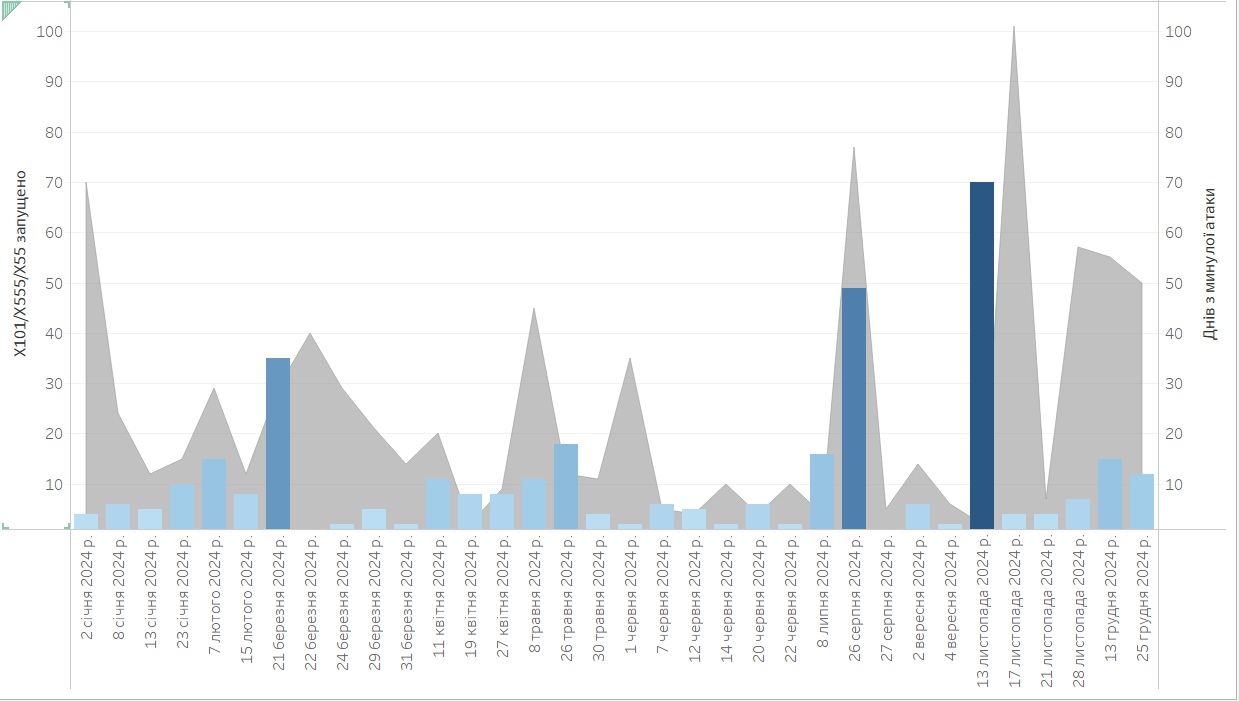 100
90
80
70
60
50
40
30
20
10
X101/X555/X55 запущено
100
90
80
70
60
50
40
30
20
10
Днів з минулої атаки
2 січня 2024 р.
8 січня 2024 р.
13 січня 2024 р.
23 січня 2024 р.
7 лютого 2024 р.
15 лютого 2024 р.
21 березня 2024 р.
22 березня 2024 р.
24 березня 2024 р.
29 березня 2024 р.
31 березня 2024 р.
11 квітня 2024 р.
19 квітня 2024 р.
27 квітня 2024 р.
8 травня 2024 р.
26 травня 2024 р.
30 травня 2024 р.
1 червня 2024 р.
7 червня 2024 р.
12 червня 2024 р.
14 червня 2024 р.
20 червня 2024 р.
22 червня 2024 р.
8 липня 2024 р.
26 серпня 2024 р.
27 серпня 2024 р.
2 вересня 2024 р.
4 вересня 2024 р.
13 листопада 2024 р.
17 листопада 2024 р.
21 листопада 2024 р.
28 листопада 2024 р.
13 грудня 2024 р.
25 грудня 2024 р.